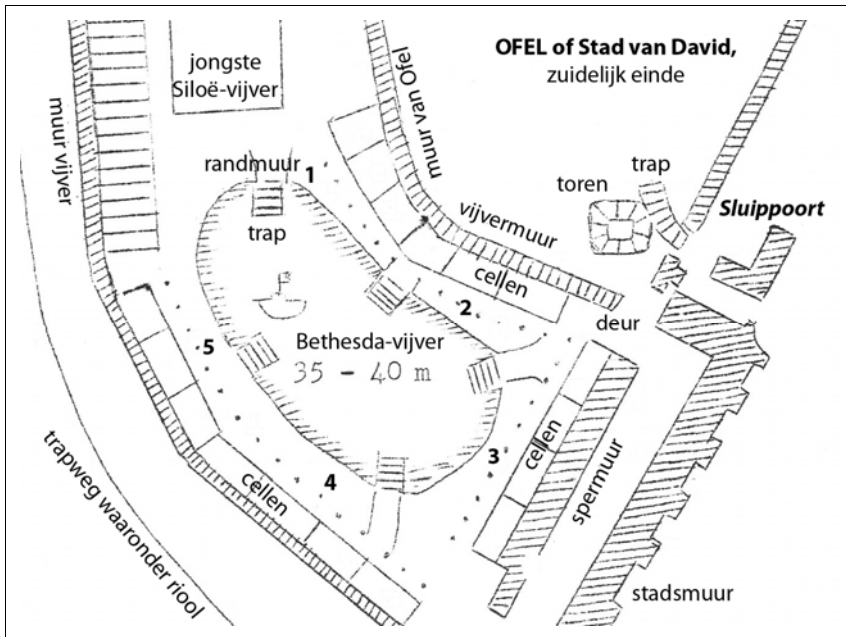 OFEL of Stad van David,
zuidelijk einde
jongste
Siloë-vijver
muur van Ofel
muur vijver
randmuur
1
trap
toren
trap
Sluippoort
vijvermuur
cellen
2
deur
5
Bethesda-vijver
35 - 40 m
cellen
3
4
cellen
spermuur
trapweg waaronder riool
stadsmuur